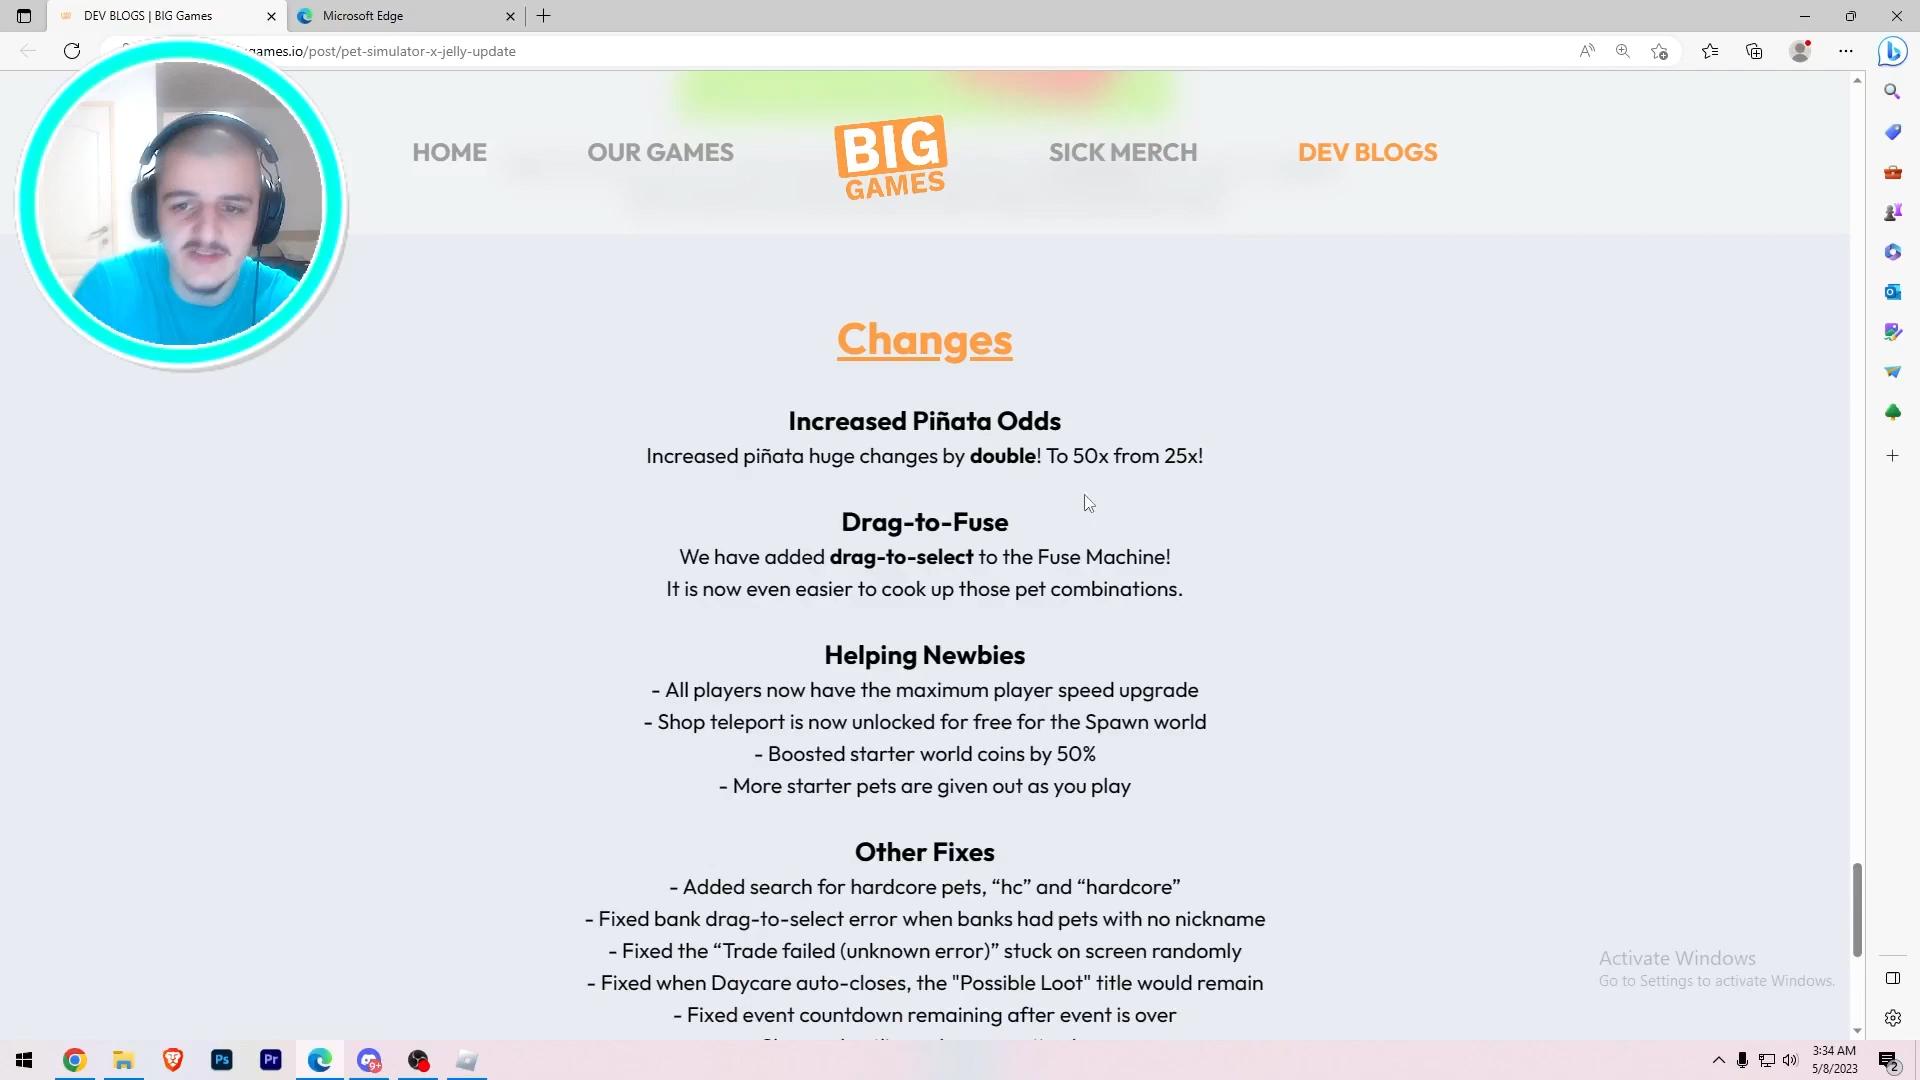 DEV BLOGS | BIG Games
Microsoft Edge
games.io/post/pet-simulator-x-jelly-update
HOME
OUR GAMES
BIG
GAMES
SICK MERCH
DEV BLOGS
Changes
Increased Piñata Odds
Increased piñata huge changes by double! To 50x from 25x!
Drag-to-Fuse
We have added drag-to-select to the Fuse Machine!
It is now even easier to cook up those pet combinations.
Helping Newbies
- All players now have the maximum player speed upgrade
- Shop teleport is now unlocked for free for the Spawn world
- Boosted starter world coins by 50%
- More starter pets are given out as you play
Other Fixes
- Added search for hardcore pets, “hc” and “hardcore”
- Fixed bank drag-to-select error when banks had pets with no nickname
- Fixed the “Trade failed (unknown error)” stuck on screen randomly
- Fixed when Daycare auto-closes, the "Possible Loot" title would remain
- Fixed event countdown remaining after event is over
Activate Windows
Go to Settings to activate Windows.
Ps
Pr
9+
3:34 AM
5/8/2023
2